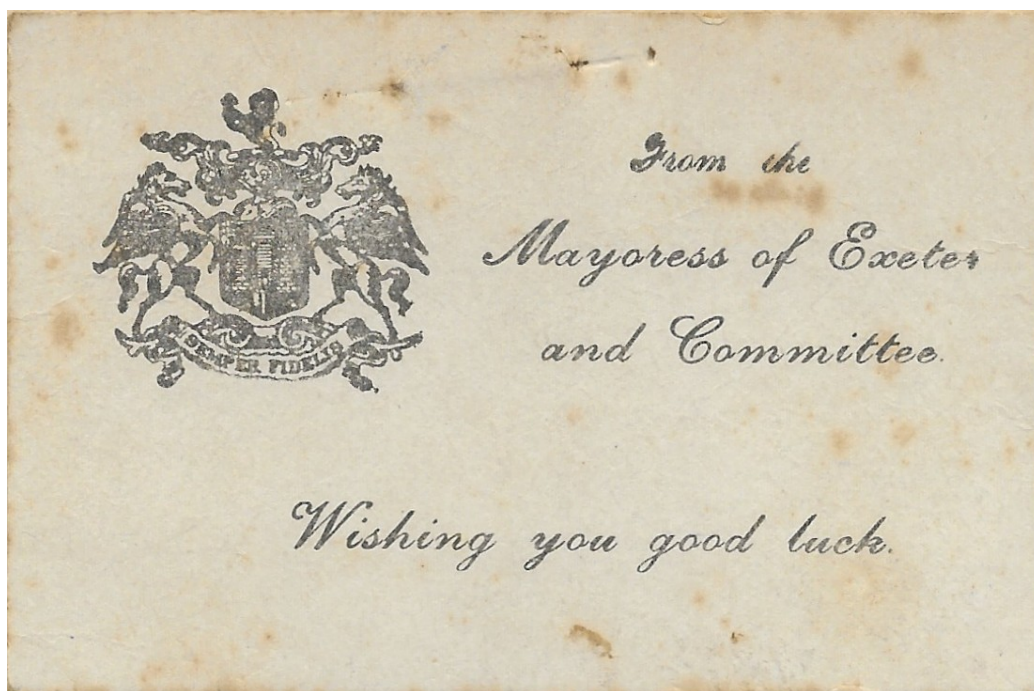 SEMPER FIDELIS
From the
Mayoress of Exeter
and Committee.
Wishing you good luck.